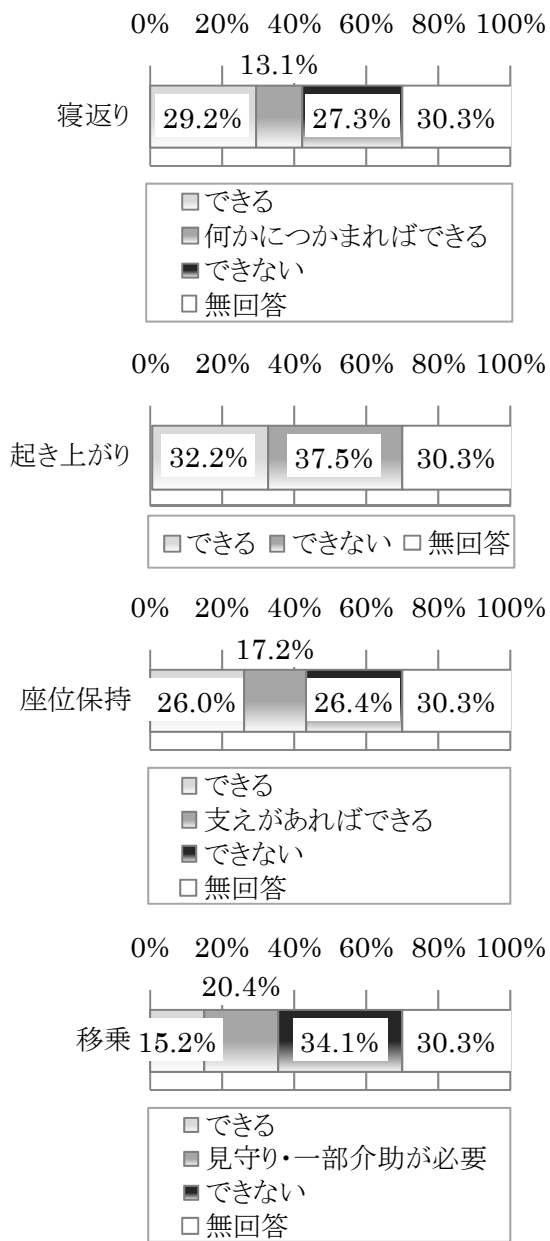 0% 20% 40% 60% 80% 100%
13.1%
寝返り 29.2% 27.3% 30.3%
できる
何かにつかまればできる
できない
無回答
0% 20% 40% 60% 80% 100%
起き上がり 32.2% 37.5% 30.3%
できる できない 無回答
0% 20% 40% 60% 80% 100%
17.2%
座位保持 26.0% 26.4% 30.3%
できる
支えがあればできる
できない
無回答
0% 20% 40% 60% 80% 100%
20.4%
移乗 15.2% 34.1% 30.3%
できる
見守り・一部介助が必要
できない
無回答